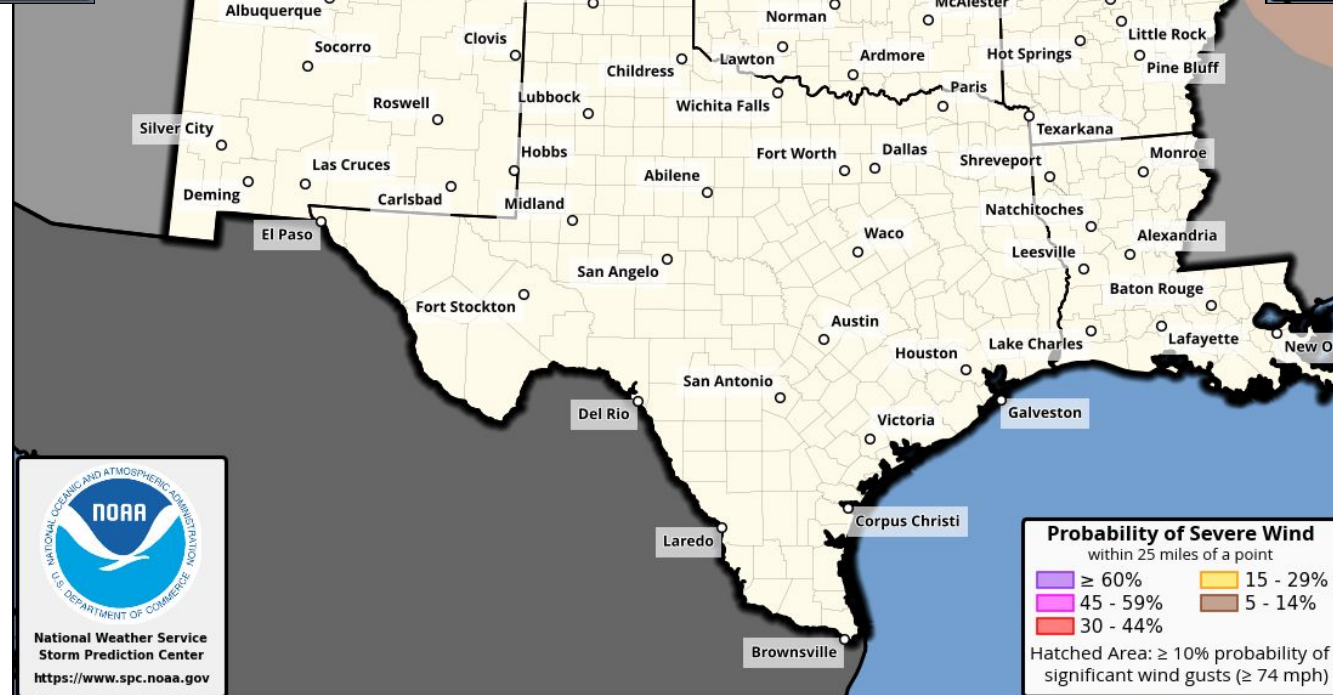 Albuquerque
Norman
McAlester
Clovis
Socorro
Lawton
Ardmore
Hot Springs
Little Rock
Pine Bluff
Childress
Paris
Lubbock
Roswell
Wichita Falls
Silver City
Texarkana
Hobbs
Fort Worth
Dallas
Shreveport
Monroe
Las Cruces
Abilene
Deming
Carlsbad
Midland
Natchitoches
El Paso
Waco
Alexandria
San Angelo
Leesville
Baton Rouge
Fort Stockton
Austin
Lafayette
Houston
Lake Charles
New O
San Antonio
Del Rio
Galveston
Victoria
Corpus Christi
Laredo
Brownsville
NATIONAL OCEANIC AND ATMOSPHERIC ADMINISTRATION
NOAA
U.S. DEPARTMENT OF COMMERCE
National Weather Service
Storm Prediction Center
https://www.spc.noaa.gov
Probability of Severe Wind
within 25 miles of a point
≥ 60%
15 - 29%
45 - 59%
5 - 14%
30 - 44%
Hatched Area: ≥ 10% probability of
significant wind gusts (≥ 74 mph)